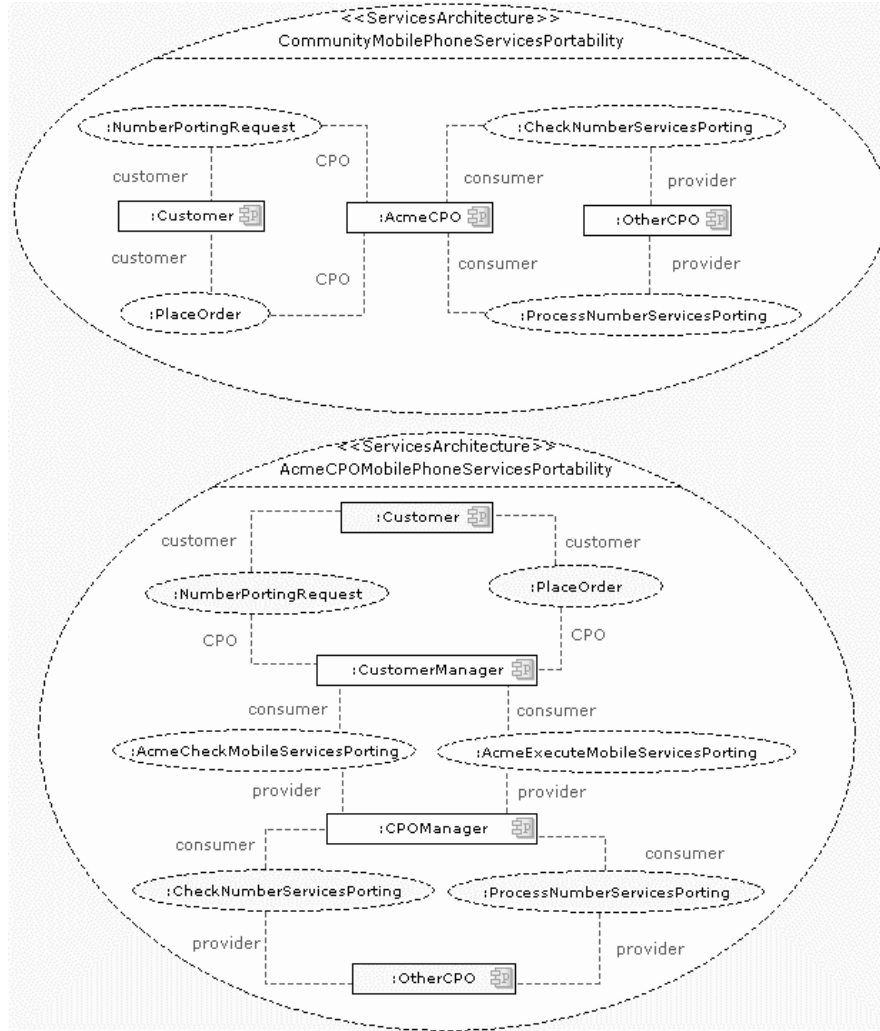 <<ServicesArchitecture>>
CommunityMobilePhoneServicesPortability
:NumberPortingRequest
:CheckNumberServicesPorting
CPO
customer
consumer
provider
:Customer
:AcmeCPO
:OtherCPO
customer
CPO
consumer
provider
:PlaceOrder
:ProcessNumberServicesPorting
<<ServicesArchitecture>>
AcmeCPOMobilePhoneServicesPortability
:Customer
customer
customer
:NumberPortingRequest
:PlaceOrder
CPO
CPO
:CustomerManager
consumer
consumer
:AcmeCheckMobileServicesPorting
:AcmeExecuteMobileServicesPorting
provider
provider
:CPOManager
consumer
consumer
:CheckNumberServicesPorting
:ProcessNumberServicesPorting
provider
provider
:OtherCPO